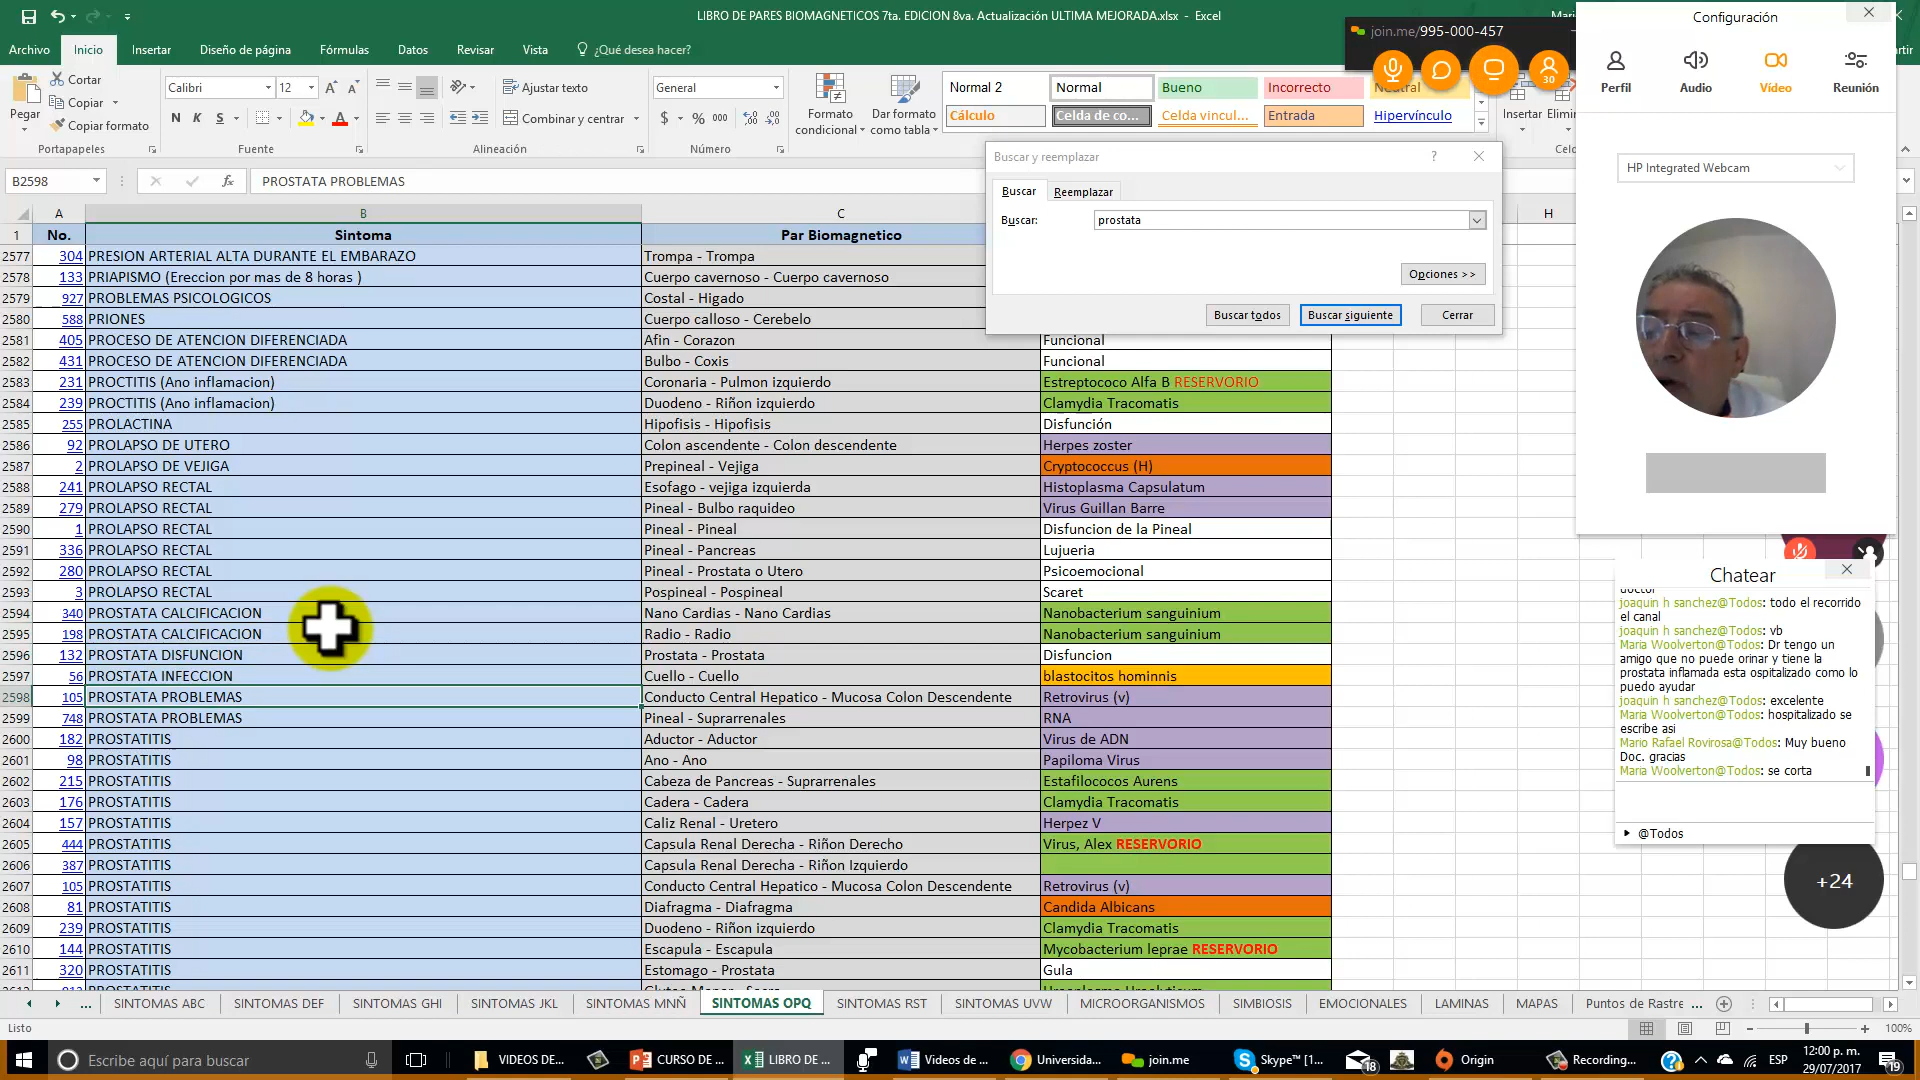 LIBRO DE PARES BIOMAGNETICOS 7ta. EDICION 8va. Actualización ULTIMA MEJORADA.xlsx - Excel
Archivo Inicio Insertar Diseño de página Fórmulas Datos Revisar Vista ¿Qué desea hacer?
Cortar
Copiar
Copiar formato
Pegar
Portapapeles
Calibri 12
N K S
Fuente
Ajustar texto
Combinar y centrar
Alineación
General
$ % 000
Número
Formato condicional
Dar formato como tabla
Normal 2 Normal Bueno Incorrecto Neutral
Cálculo Celda de co... Celda vincul... Entrada Hipervínculo
Insertar Elimi
join.me/995-000-457
30
Configuración
Perfil Audio Vídeo Reunión
HP Integrated Webcam
Buscar y reemplazar
Buscar Reemplazar
Buscar: prostata
Opciones >>
Buscar todos Buscar siguiente Cerrar
B2598 fx PROSTATA PROBLEMAS
A B C H
1 No. Sintoma Par Biomagnetico
2577 304 PRESION ARTERIAL ALTA DURANTE EL EMBARAZO Trompa - Trompa
2578 133 PRIAPISMO (Ereccion por mas de 8 horas ) Cuerpo cavernoso - Cuerpo cavernoso
2579 927 PROBLEMAS PSICOLOGICOS Costal - Higado
2580 588 PRIONES Cuerpo calloso - Cerebelo
2581 405 PROCESO DE ATENCION DIFERENCIADA Afin - Corazon Funcional
2582 431 PROCESO DE ATENCION DIFERENCIADA Bulbo - Coxis Funcional
2583 231 PROCTITIS (Ano inflamacion) Coronaria - Pulmon izquierdo Estreptococo Alfa B RESERVORIO
2584 239 PROCTITIS (Ano inflamacion) Duodeno - Riñon izquierdo Clamydia Tracomatis
2585 255 PROLACTINA Hipofisis - Hipofisis Disfunción
2586 92 PROLAPSO DE UTERO Colon ascendente - Colon descendente Herpes zoster
2587 2 PROLAPSO DE VEJIGA Prepineal - Vejiga Cryptococcus (H)
2588 241 PROLAPSO RECTAL Esofago - vejiga izquierda Histoplasma Capsulatum
2589 279 PROLAPSO RECTAL Pineal - Bulbo raquideo Virus Guillan Barre
2590 1 PROLAPSO RECTAL Pineal - Pineal Disfuncion de la Pineal
2591 336 PROLAPSO RECTAL Pineal - Pancreas Lujueria
2592 280 PROLAPSO RECTAL Pineal - Prostata o Utero Psicoemocional
2593 3 PROLAPSO RECTAL Pospineal - Pospineal Scaret
2594 340 PROSTATA CALCIFICACION Nano Cardias - Nano Cardias Nanobacterium sanguinium
2595 198 PROSTATA CALCIFICACION Radio - Radio Nanobacterium sanguinium
2596 132 PROSTATA DISFUNCION Prostata - Prostata Disfuncion
2597 56 PROSTATA INFECCION Cuello - Cuello blastocitos hominnis
2598 105 PROSTATA PROBLEMAS Conducto Central Hepatico - Mucosa Colon Descendente Retrovirus (v)
2599 748 PROSTATA PROBLEMAS Pineal - Suprarrenales RNA
2600 182 PROSTATITIS Aductor - Aductor Virus de ADN
2601 98 PROSTATITIS Ano - Ano Papiloma Virus
2602 215 PROSTATITIS Cabeza de Pancreas - Suprarrenales Estafilococos Aurens
2603 176 PROSTATITIS Cadera - Cadera Clamydia Tracomatis
2604 157 PROSTATITIS Caliz Renal - Uretero Herpez V
2605 444 PROSTATITIS Capsula Renal Derecha - Riñon Derecho Virus, Alex RESERVORIO
2606 387 PROSTATITIS Capsula Renal Derecha - Riñon Izquierdo
2607 105 PROSTATITIS Conducto Central Hepatico - Mucosa Colon Descendente Retrovirus (v)
2608 81 PROSTATITIS Diafragma - Diafragma Candida Albicans
2609 239 PROSTATITIS Duodeno - Riñon izquierdo Clamydia Tracomatis
2610 144 PROSTATITIS Escapula - Escapula Mycobacterium leprae RESERVORIO
2611 320 PROSTATITIS Estomago - Prostata Gula
Chatear
doctor
joaquin h sanchez@Todos: todo el recorrido
el canal
joaquin h sanchez@Todos: vb
Maria Woolverton@Todos: Dr tengo un
amigo que no puede orinar y tiene la
prostata inflamada esta ospitalizado como lo
puedo ayudar
joaquin h sanchez@Todos: excelente
Maria Woolverton@Todos: hospitalizado se
escribe asi
Mario Rafael Rovirosa@Todos: Muy bueno
Doc. gracias
Maria Woolverton@Todos: se corta
@Todos
+24
... SINTOMAS ABC SINTOMAS DEF SINTOMAS GHI SINTOMAS JKL SINTOMAS MNÑ SINTOMAS OPQ SINTOMAS RST SINTOMAS UVW MICROORGANISMOS SIMBIOSIS EMOCIONALES LAMINAS MAPAS Puntos de Rastre ...
Listo 100%
Escribe aquí para buscar
VIDEOS DE... CURSO DE ... LIBRO DE ... Videos de ... Universida... join.me Skype™ [1... 18 Origin Recording... ESP
12:00 p. m.
29/07/2017
19